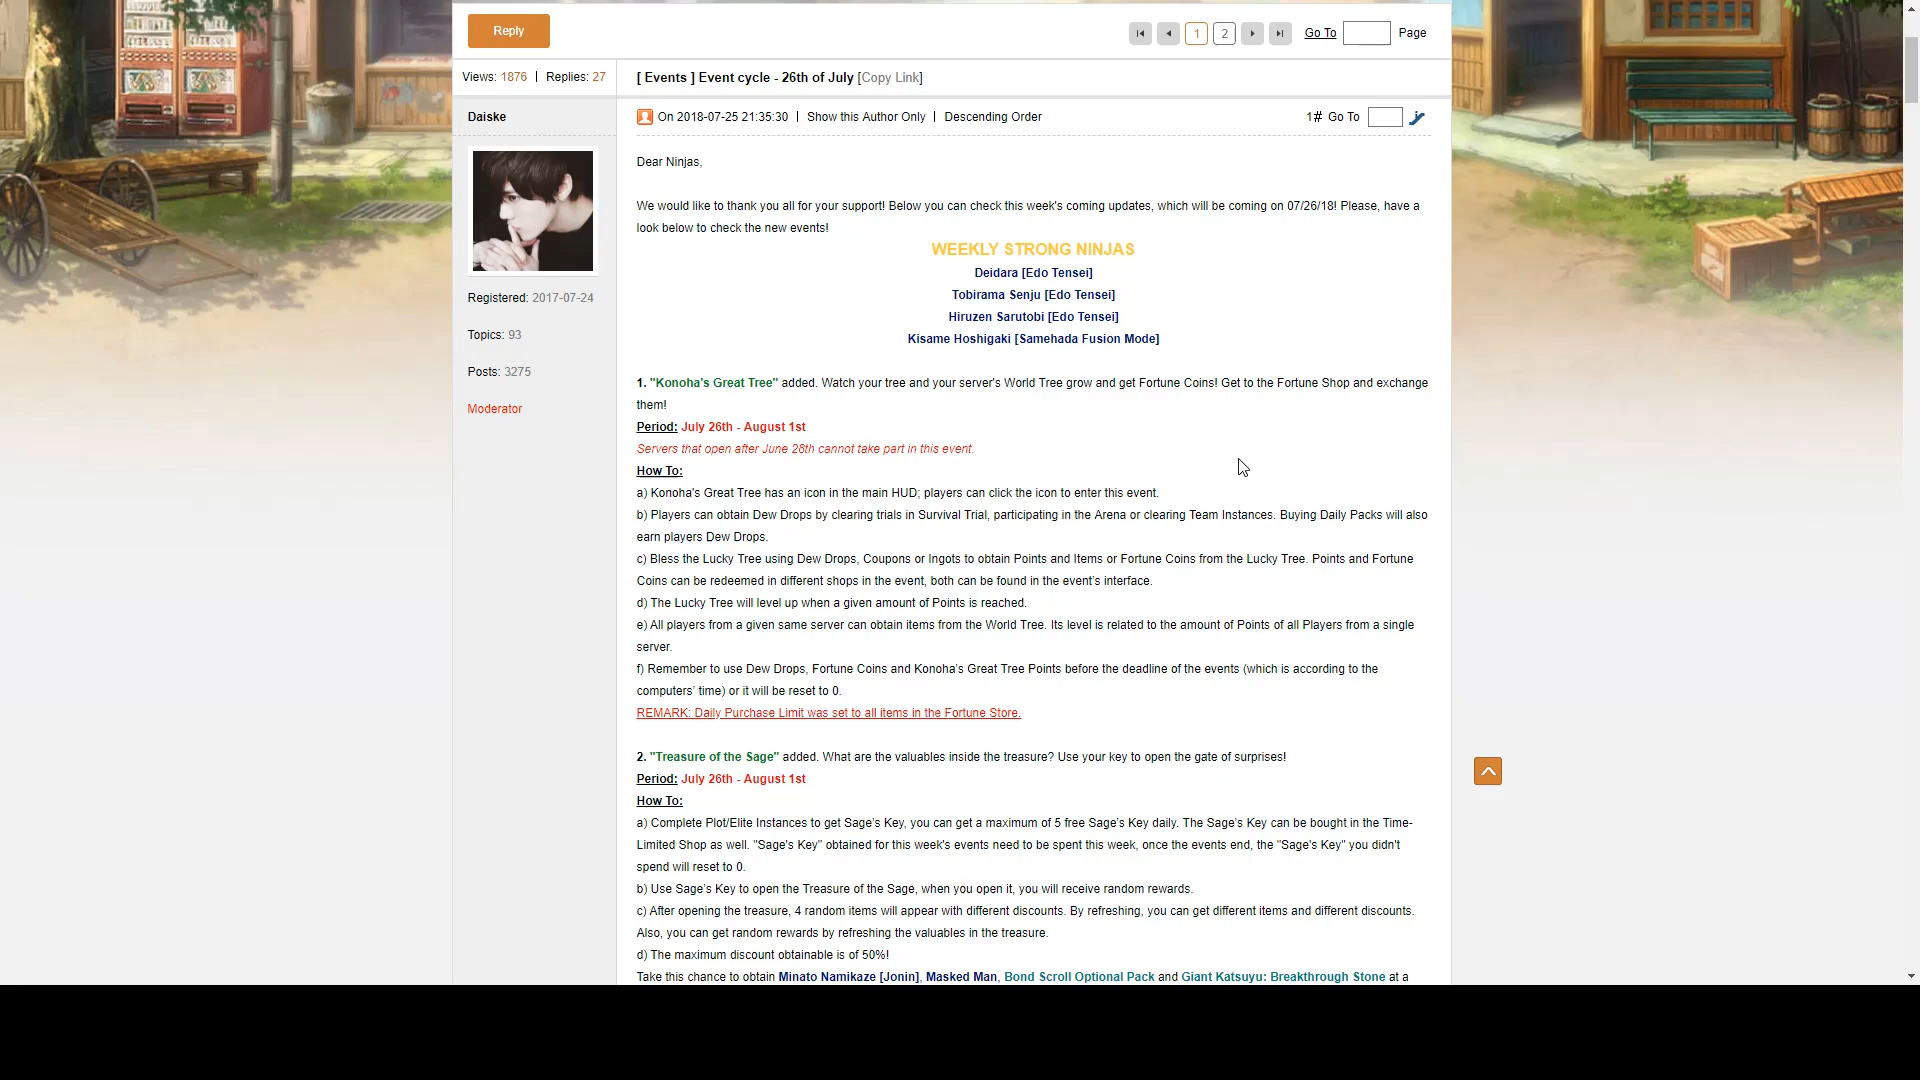 Reply
1 2 Go To Page
Views: 1876 | Replies: 27
[ Events ] Event cycle - 26th of July [Copy Link]
Daiske
On 2018-07-25 21:35:30 | Show this Author Only | Descending Order
1# Go To
Registered: 2017-07-24
Topics: 93
Posts: 3275
Moderator
Dear Ninjas,
We would like to thank you all for your support! Below you can check this week's coming updates, which will be coming on 07/26/18! Please, have a
look below to check the new events!
WEEKLY STRONG NINJAS
Deidara [Edo Tensei]
Tobirama Senju [Edo Tensei]
Hiruzen Sarutobi [Edo Tensei]
Kisame Hoshigaki [Samehada Fusion Mode]
1. "Konoha's Great Tree" added. Watch your tree and your server's World Tree grow and get Fortune Coins! Get to the Fortune Shop and exchange
them!
Period: July 26th - August 1st
Servers that open after June 28th cannot take part in this event.
How To:
a) Konoha's Great Tree has an icon in the main HUD; players can click the icon to enter this event.
b) Players can obtain Dew Drops by clearing trials in Survival Trial, participating in the Arena or clearing Team Instances. Buying Daily Packs will also
earn players Dew Drops.
c) Bless the Lucky Tree using Dew Drops, Coupons or Ingots to obtain Points and Items or Fortune Coins from the Lucky Tree. Points and Fortune
Coins can be redeemed in different shops in the event, both can be found in the event's interface.
d) The Lucky Tree will level up when a given amount of Points is reached.
e) All players from a given same server can obtain items from the World Tree. Its level is related to the amount of Points of all Players from a single
server.
f) Remember to use Dew Drops, Fortune Coins and Konoha's Great Tree Points before the deadline of the events (which is according to the
computers' time) or it will be reset to 0.
REMARK: Daily Purchase Limit was set to all items in the Fortune Store.
2. "Treasure of the Sage" added. What are the valuables inside the treasure? Use your key to open the gate of surprises!
Period: July 26th - August 1st
How To:
a) Complete Plot/Elite Instances to get Sage's Key, you can get a maximum of 5 free Sage's Key daily. The Sage's Key can be bought in the Time-
Limited Shop as well. "Sage's Key" obtained for this week's events need to be spent this week, once the events end, the "Sage's Key" you didn't
spend will reset to 0.
b) Use Sage's Key to open the Treasure of the Sage, when you open it, you will receive random rewards.
c) After opening the treasure, 4 random items will appear with different discounts. By refreshing, you can get different items and different discounts.
Also, you can get random rewards by refreshing the valuables in the treasure.
d) The maximum discount obtainable is of 50%!
Take this chance to obtain Minato Namikaze [Jonin], Masked Man, Bond Scroll Optional Pack and Giant Katsuyu: Breakthrough Stone at a